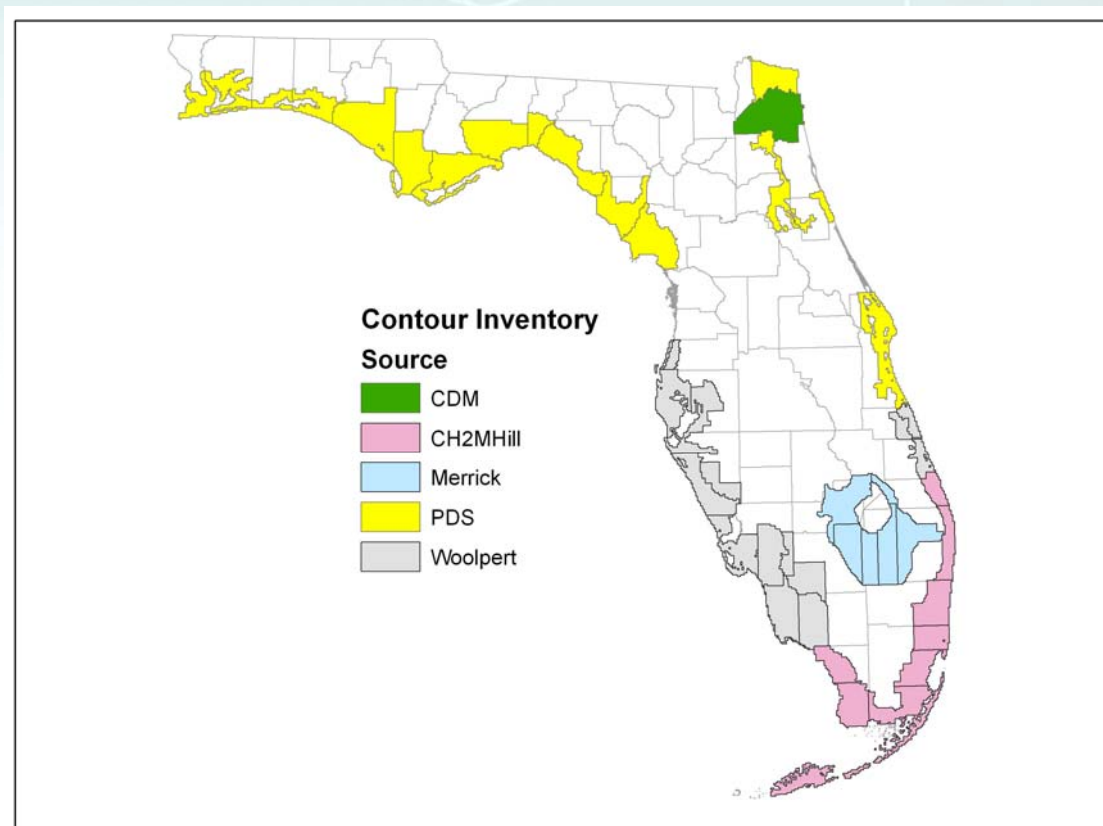 Contour Inventory
Source
CDM
CH2MHill
Merrick
PDS
Woolpert